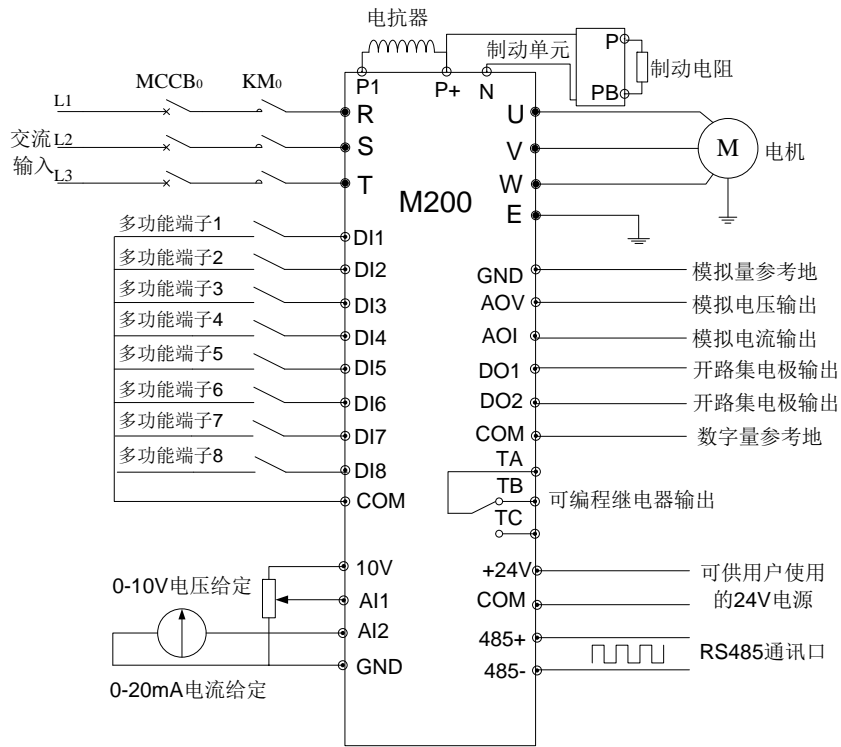 电抗器
制动单元
P
制动电阻
PB
P1
P+
N
MCCB0
KM0
L1
R
U
交流
输入
L2
S
V
M
电机
L3
T
W
M200
E
多功能端子1
DI1
多功能端子2
DI2
GND
模拟量参考地
多功能端子3
DI3
AOV
模拟电压输出
多功能端子4
DI4
AOI
模拟电流输出
多功能端子5
DI5
DO1
开路集电极输出
多功能端子6
DI6
DO2
开路集电极输出
多功能端子7
DI7
COM
数字量参考地
多功能端子8
DI8
TA
COM
TB
可编程继电器输出
TC
10V
+24V
可供用户使用
的24V电源
0-10V电压给定
AI1
COM
AI2
485+
RS485通讯口
GND
485-
0-20mA电流给定